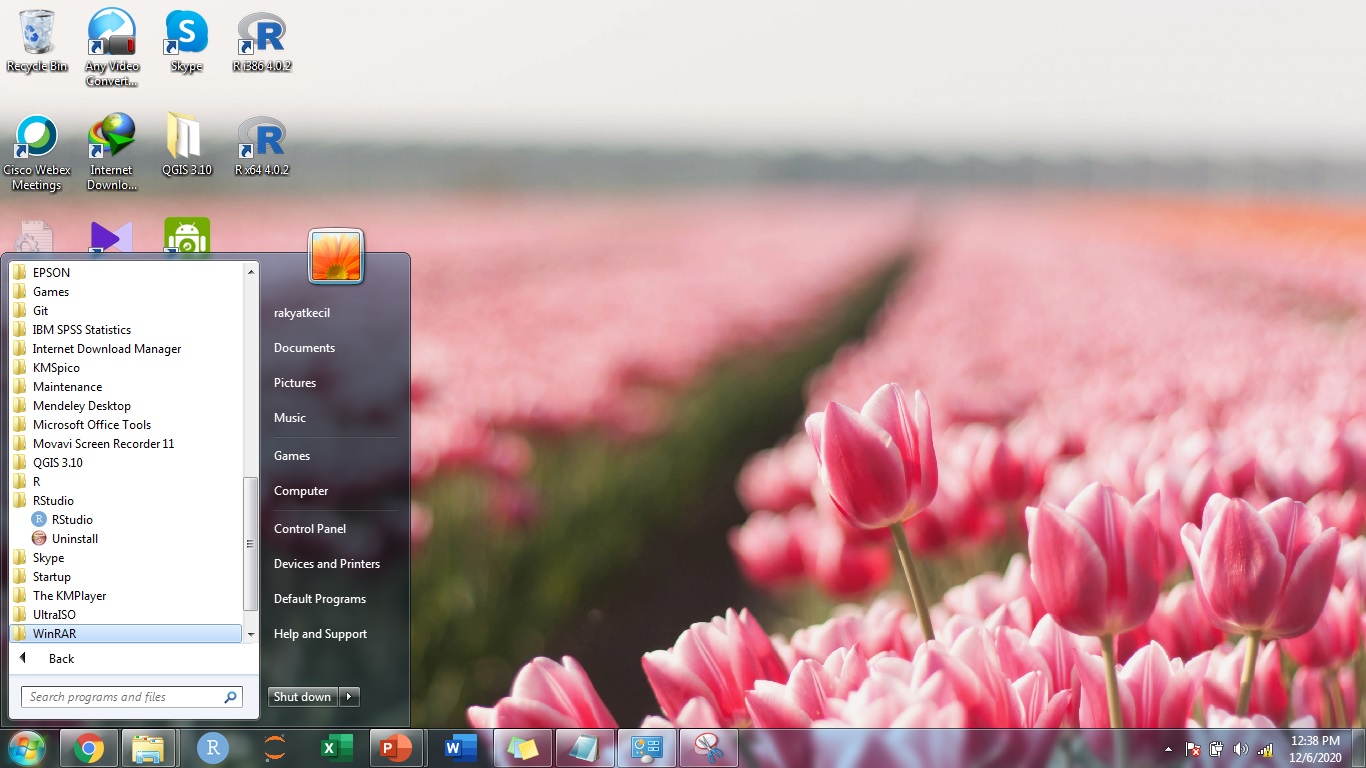 Recycle Bin
Any Video
Convert...
Skype
R i386 4.0.2
Cisco Webex
Meetings
Internet
Downlo...
QGIS 3.10
R x64 4.0.2
EPSON
Games
Git
IBM SPSS Statistics
Internet Download Manager
KMSpico
Maintenance
Mendeley Desktop
Microsoft Office Tools
Movavi Screen Recorder 11
QGIS 3.10
R
RStudio
RStudio
Uninstall
Skype
Startup
The KMPlayer
UltraISO
WinRAR
Back
Search programs and files
rakyatkecil
Documents
Pictures
Music
Games
Computer
Control Panel
Devices and Printers
Default Programs
Help and Support
Shut down
12:38 PM
12/6/2020